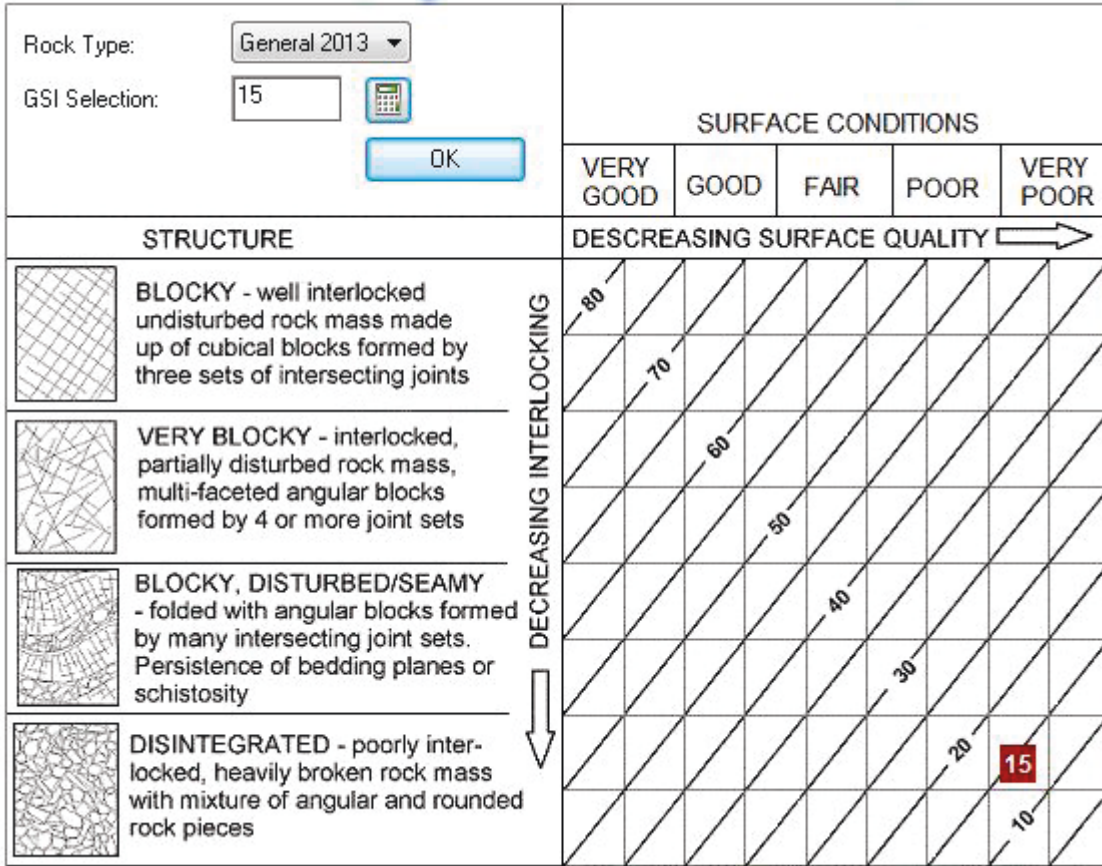 Rock Type:
General 2013
GSI Selection:
15
OK
SURFACE CONDITIONS
VERY GOOD
GOOD
FAIR
POOR
VERY POOR
STRUCTURE
DESCREASING SURFACE QUALITY
BLOCKY - well interlocked
undisturbed rock mass made
up of cubical blocks formed by
three sets of intersecting joints
VERY BLOCKY - interlocked,
partially disturbed rock mass,
multi-faceted angular blocks
formed by 4 or more joint sets
BLOCKY, DISTURBED/SEAMY
- folded with angular blocks formed
by many intersecting joint sets.
Persistence of bedding planes or
schistosity
DISINTEGRATED - poorly inter-
locked, heavily broken rock mass
with mixture of angular and rounded
rock pieces
DECREASING INTERLOCKING
80
70
60
50
40
30
20
15
10